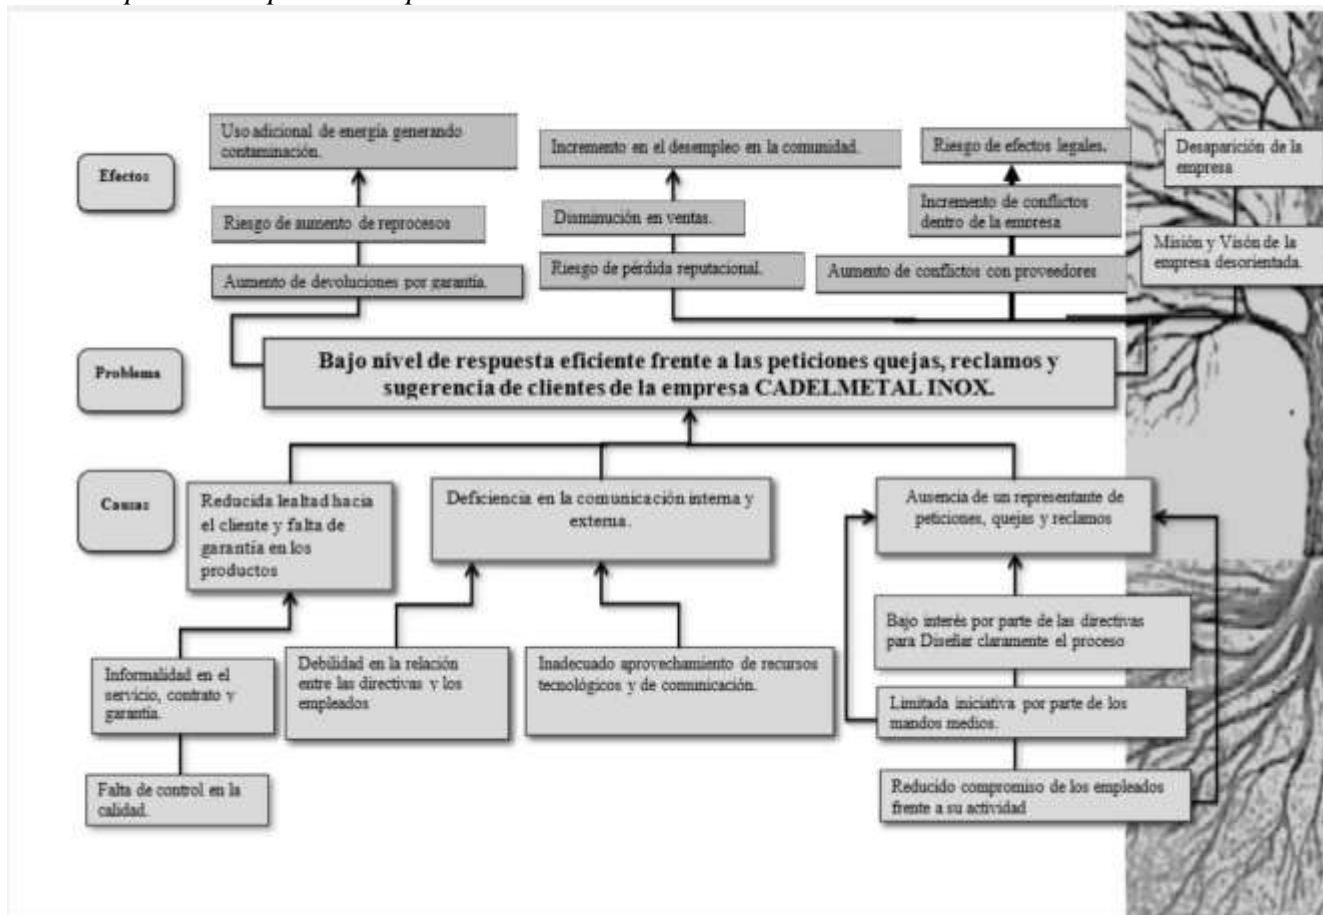 Uso adicional de energía generando
contaminación.
Incremento en el desempleo en la comunidad.
Riesgo de efectos legales.
Desaparición de la
empresa
Efectos
Riesgo de aumento de reprocesos
Disminución en ventas.
Incremento de conflictos
dentro de la empresa
Misión y Visón de la
empresa desorientada.
Aumento de devoluciones por garantía.
Riesgo de pérdida reputacional.
Aumento de conflictos con proveedores
Problema
Bajo nivel de respuesta eficiente frente a las peticiones quejas, reclamos y
sugerencia de clientes de la empresa CADELMETAL INOX.
Causas
Reducida lealtad hacia
el cliente y falta de
garantía en los
productos
Deficiencia en la comunicación interna y
externa.
Ausencia de un representante de
peticiones, quejas y reclamos
Informalidad en el
servicio, contrato y
garantía.
Debilidad en la relación
entre las directivas y los
empleados
Inadecuado aprovechamiento de recursos
tecnológicos y de comunicación.
Bajo interés por parte de las directivas
para Diseñar claramente el proceso
Limitada iniciativa por parte de los
mandos medios.
Falta de control en la
calidad.
Reducido compromiso de los empleados
frente a su actividad